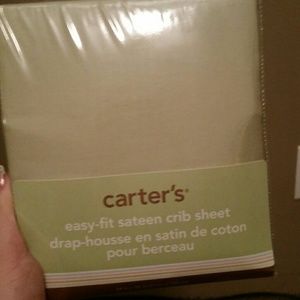 carter's®
easy-fit sateen crib sheet
drap-housse en satin de coton
pour berceau